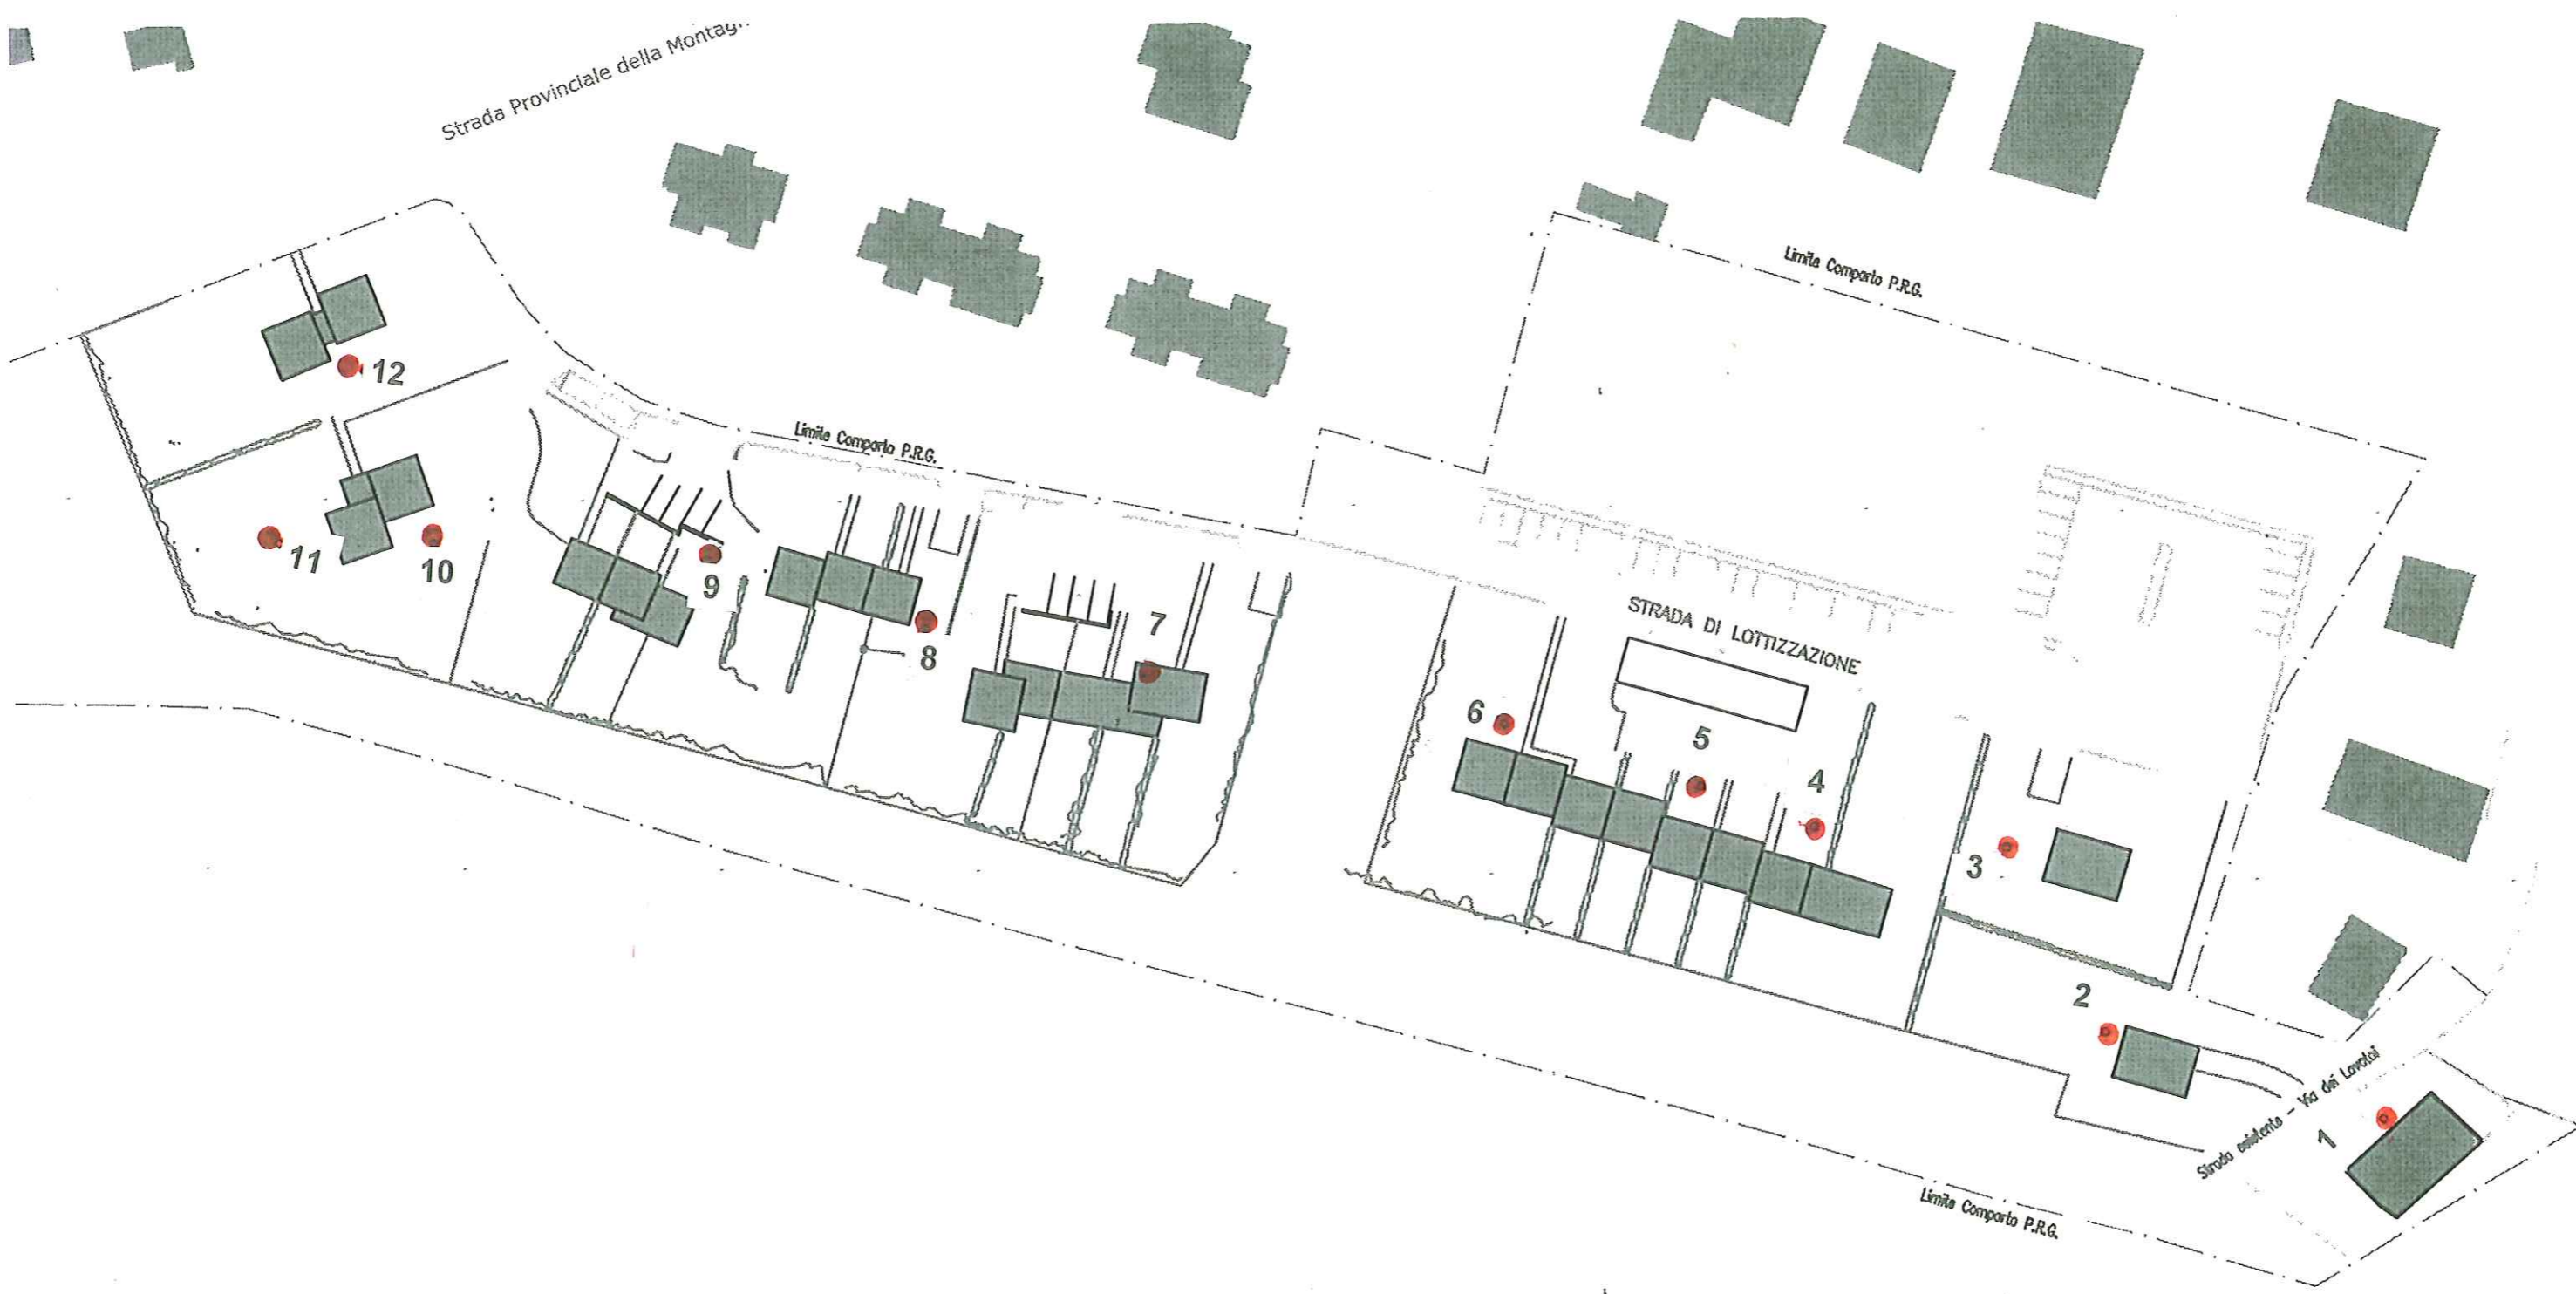 Strada Provinciale della
Limite Comparto P.R.G.
12
Limite Comparto P.R.G.
11
10
9
8
7
STRADA DI LOTTIZZAZIONE
6
5
4
3
2
Strada esistente - Via dei Lavatoi
1
Limite Comparto P.R.G.